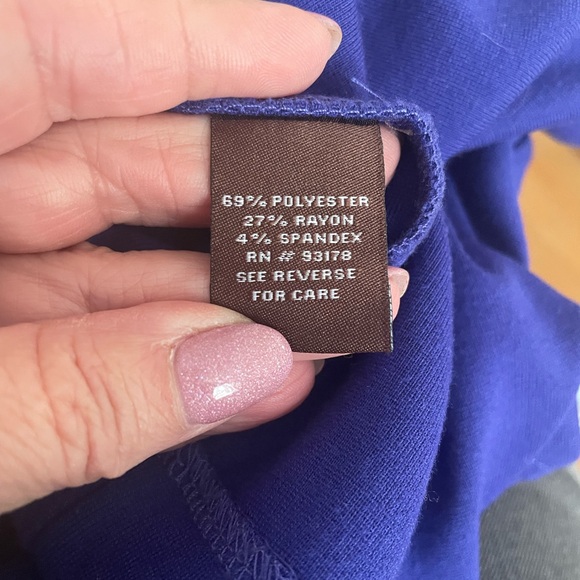 69% POLYESTER
27% RAYON
4% SPANDEX
RN # 93178
SEE REVERSE
FOR CARE